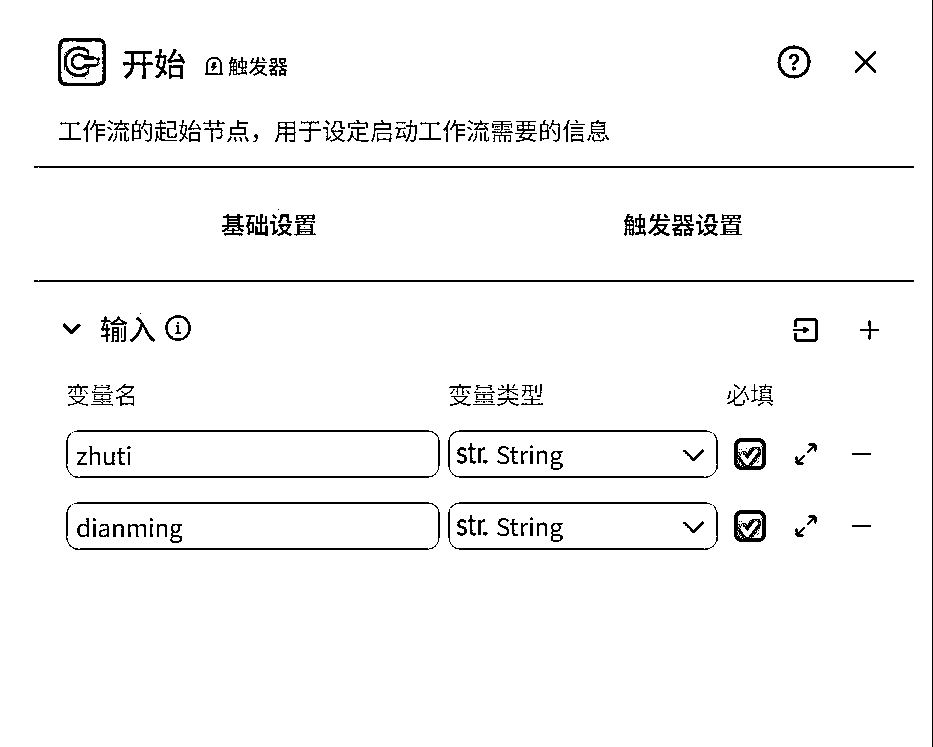 开始 触发器
工作流的起始节点，用于设定启动工作流需要的信息
基础设置 触发器设置
输入
变量名 变量类型 必填
zhuti str. String
dianming str. String